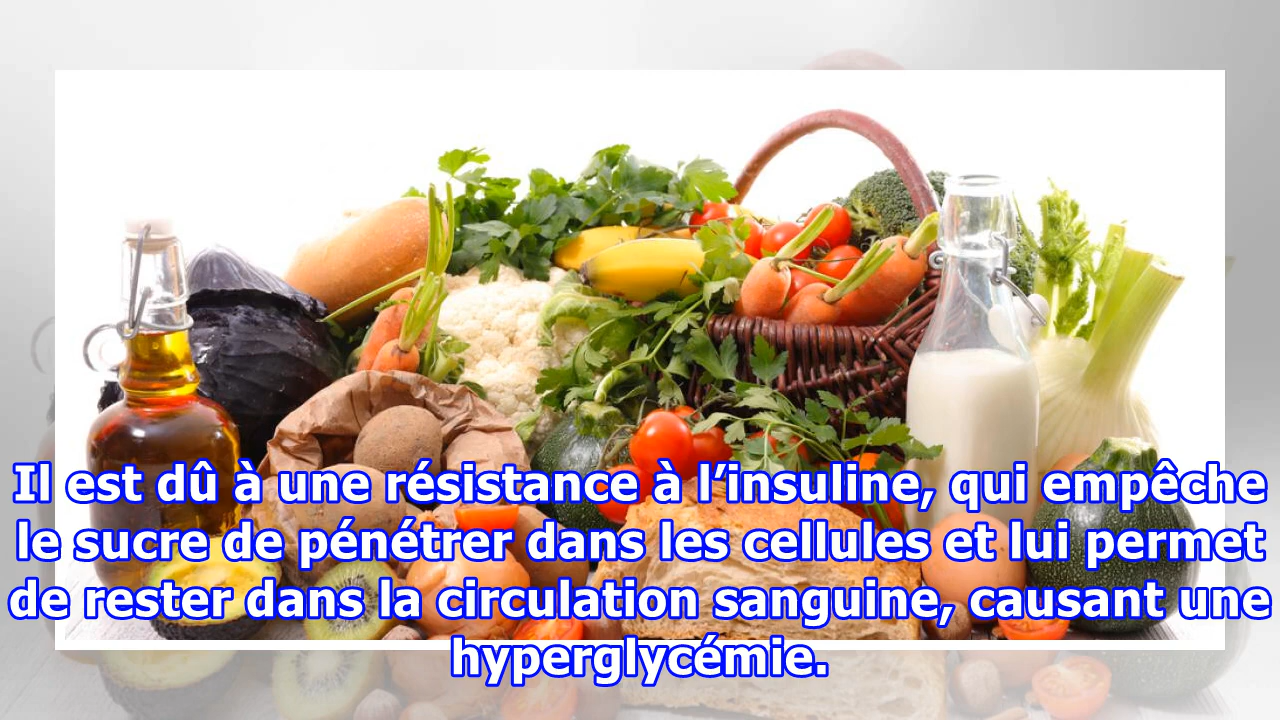 Il est dû à une résistance à l’insuline, qui empêche
le sucre de pénétrer dans les cellules et lui permet
de rester dans la circulation sanguine, causant une
hyperglycémie.